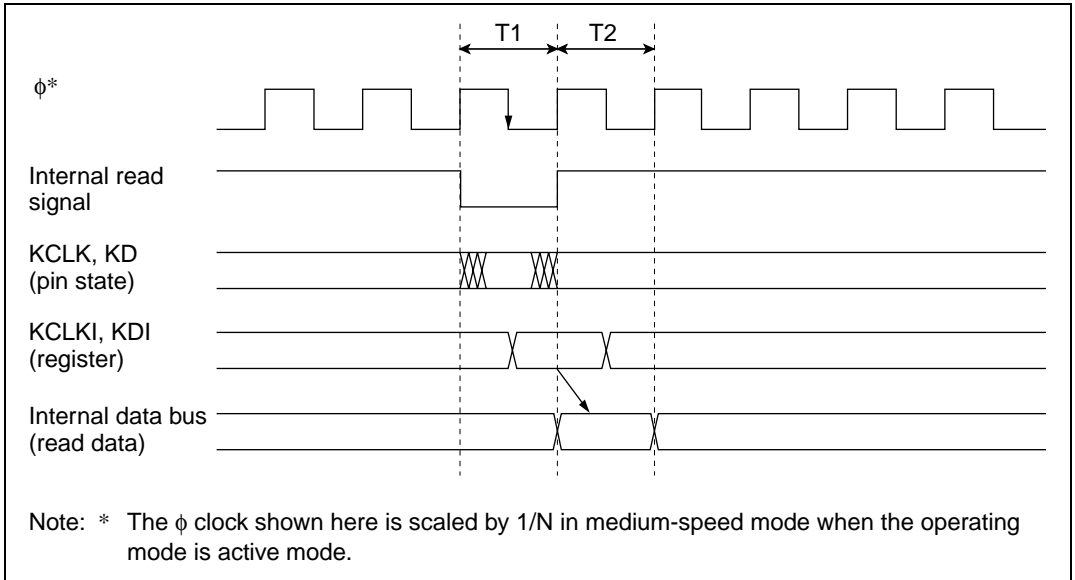 T1 T2
ϕ*
Internal read
signal
KCLK, KD
(pin state)
KCLKI, KDI
(register)
Internal data bus
(read data)
Note: * The ϕ clock shown here is scaled by 1/N in medium-speed mode when the operating
mode is active mode.